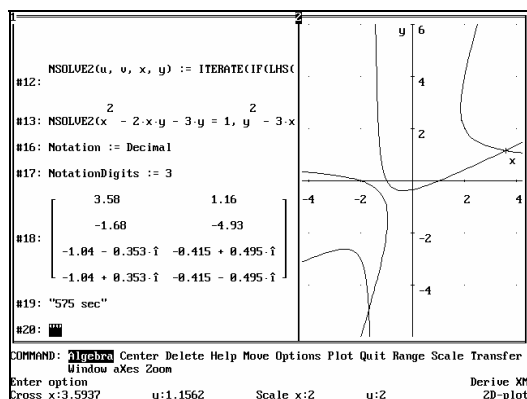 1
2
NSOLVE2(u, v, x, y) := ITERATE(IF(LHS(
#12:
2 2
#13: NSOLVE2(x - 2·x·y - 3·y = 1, y - 3·x
#16: Notation := Decimal
#17: NotationDigits := 3
3.58 1.16
-1.68 -4.93
#18:
-1.04 - 0.353·î -0.415 + 0.495·î
-1.04 + 0.353·î -0.415 - 0.495·î
#19: "575 sec"
#20:
y 6
4
2
x
-4 -2 2 4
-2
-4
COMMAND: Algebra Center Delete Help Move Options Plot Quit Range Scale Transfer
Window aXes Zoom
Enter option Derive XM
Cross x:3.5937 y:1.1562 Scale x:2 y:2 2D-plot